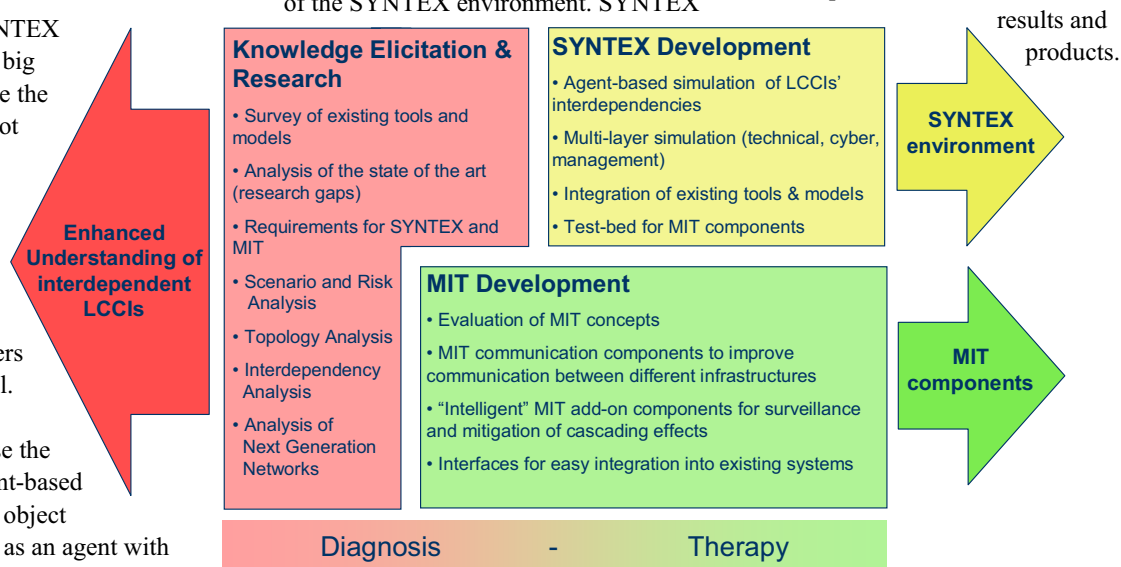 of the SYNTEX environment. SYNTEX
results and
products.
NTEX
big
e the
ot
ers
l.
e the
nt-based
object
as an agent with
Enhanced
Understanding of
interdependent
LCCIs
Knowledge Elicitation &
Research
• Survey of existing tools and
models
• Analysis of the state of the art
(research gaps)
• Requirements for SYNTEX and
MIT
• Scenario and Risk
Analysis
• Topology Analysis
• Interdependency
Analysis
• Analysis of
Next Generation
Networks
SYNTEX Development
• Agent-based simulation of LCCIs'
interdependencies
• Multi-layer simulation (technical, cyber,
management)
• Integration of existing tools & models
• Test-bed for MIT components
SYNTEX
environment
MIT Development
• Evaluation of MIT concepts
• MIT communication components to improve
communication between different infrastructures
• “Intelligent” MIT add-on components for surveillance
and mitigation of cascading effects
• Interfaces for easy integration into existing systems
MIT
components
Diagnosis - Therapy